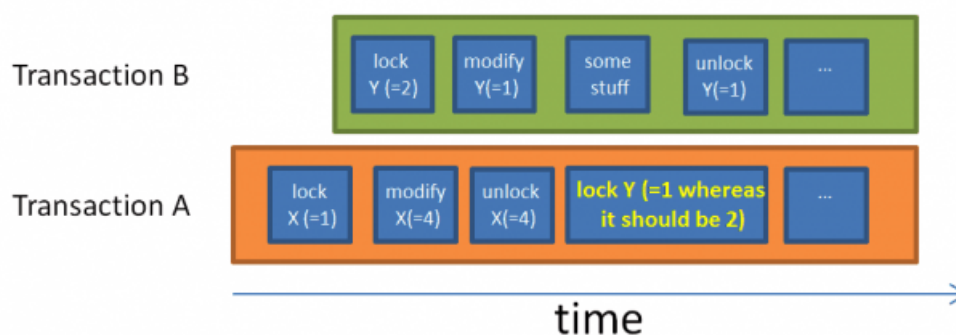 Transaction B
lock
Y (=2)
modify
Y(=1)
some
stuff
unlock
Y(=1)
...
Transaction A
lock
X (=1)
modify
X(=4)
unlock
X(=4)
lock Y (=1 whereas
it should be 2)
...
time